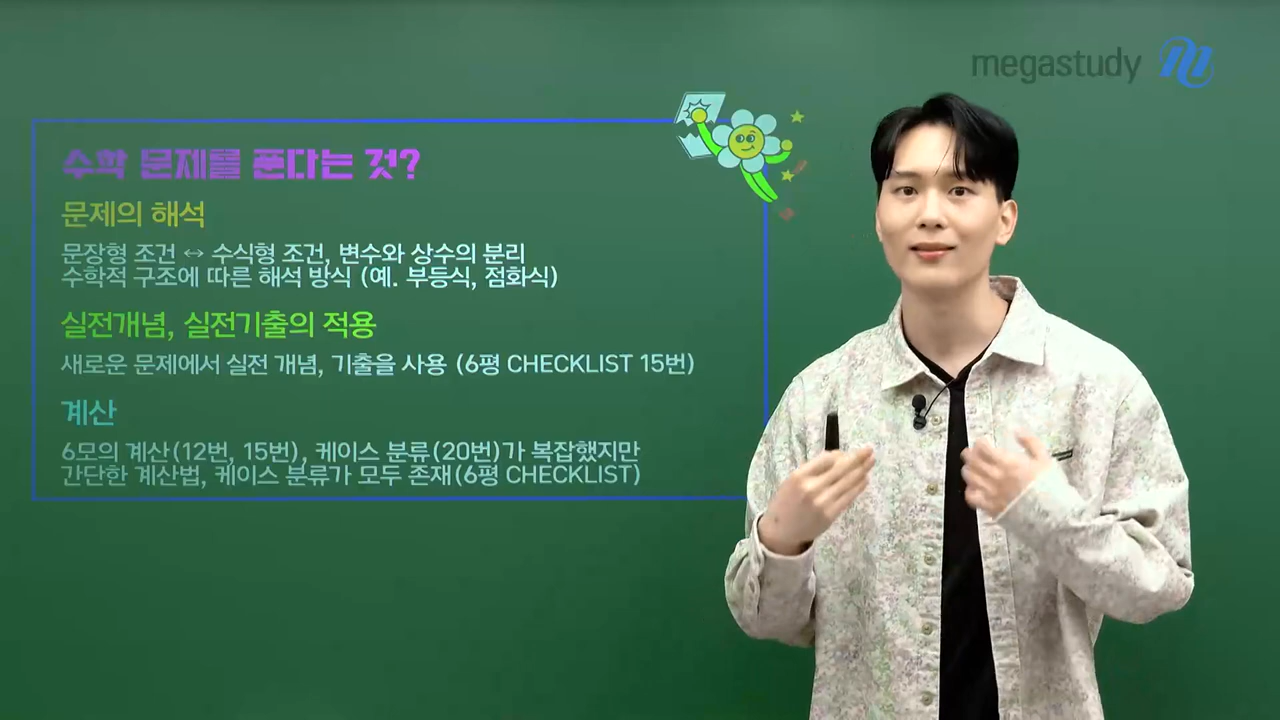 megastudy
수학 문제를 푼다는 것?
문제의 해석
문장형 조건 ↔ 수식형 조건, 변수와 상수의 분리
수학적 구조에 따른 해석 방식 (예. 부등식, 점화식)
실전개념, 실전기출의 적용
새로운 문제에서 실전 개념, 기출을 사용 (6평 CHECKLIST 15번)
계산
6모의 계산(12번, 15번), 케이스 분류(20번)가 복잡했지만
간단한 계산법, 케이스 분류가 모두 존재(6평 CHECKLIST)